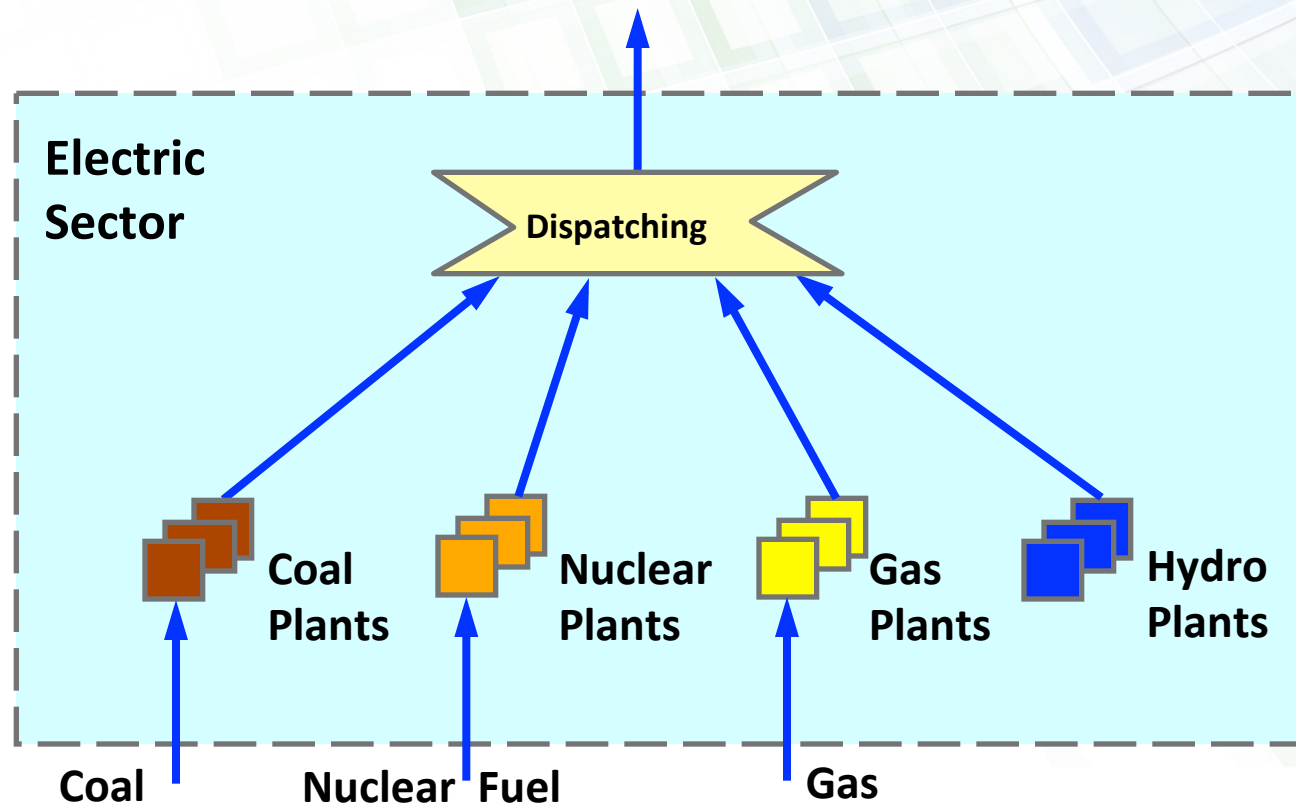 Electric
Sector
Dispatching
Coal
Plants
Nuclear
Plants
Gas
Plants
Hydro
Plants
Coal
Nuclear Fuel
Gas